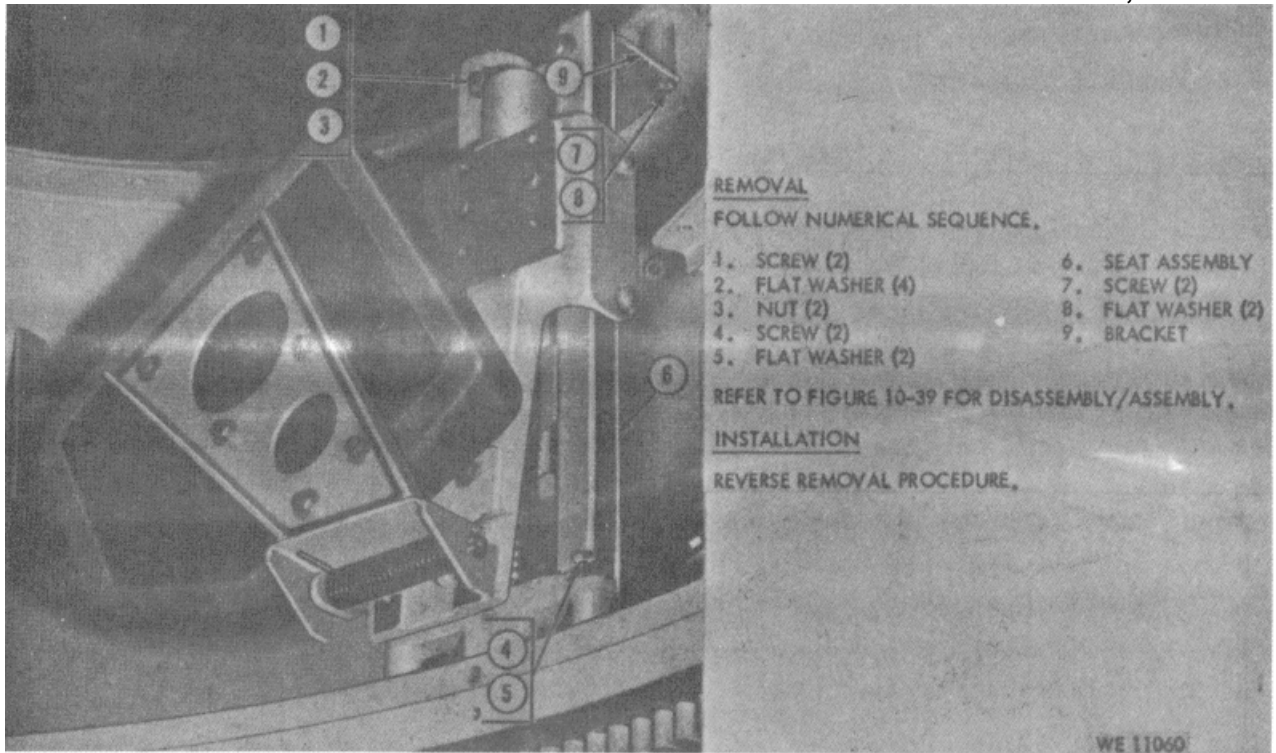 1
2
3
9
7
8
6
4
5
REMOVAL
FOLLOW NUMERICAL SEQUENCE.
1. SCREW (2)
2. FLAT WASHER (4)
3. NUT (2)
4. SCREW (2)
5. FLAT WASHER (2)
6. SEAT ASSEMBLY
7. SCREW (2)
8. FLAT WASHER (2)
9. BRACKET
REFER TO FIGURE 10-39 FOR DISASSEMBLY/ASSEMBLY.
INSTALLATION
REVERSE REMOVAL PROCEDURE.
WE 11060